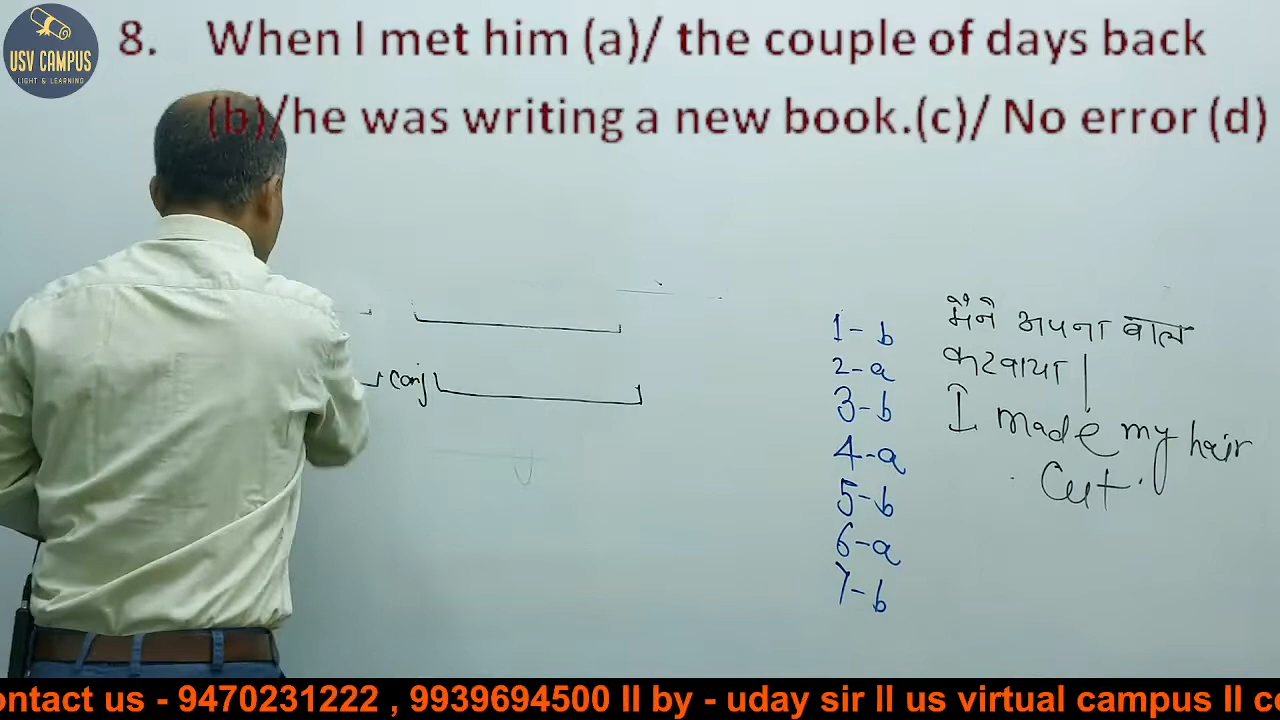 USV CAMPUS
LIGHT & LEARNING
8. When I met him (a)/ the couple of days back
(b)/he was writing a new book.(c)/ No error (d)
conj
1- b
2- a
3- b
4- a
5- b
6- a
7- b
मैंने अपना बाल
कटवाया |
I made my hair
cut.
ontact us - 9470231222 , 9939694500 II by - uday sir II us virtual campus II co